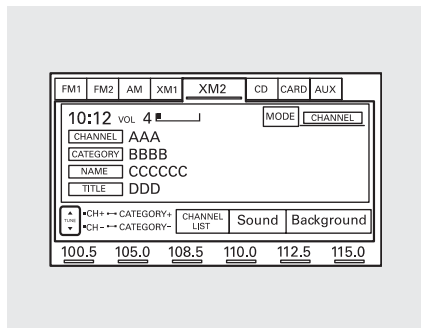 FM1 FM2 AM XM1 XM2 CD CARD AUX
10:12 VOL 4 MODE CHANNEL
CHANNEL AAA
CATEGORY BBBB
NAME CCCCCC
TITLE DDD
TUNE CH+ CATEGORY+ CHANNEL LIST Sound Background
CH− CATEGORY−
100.5 105.0 108.5 110.0 112.5 115.0